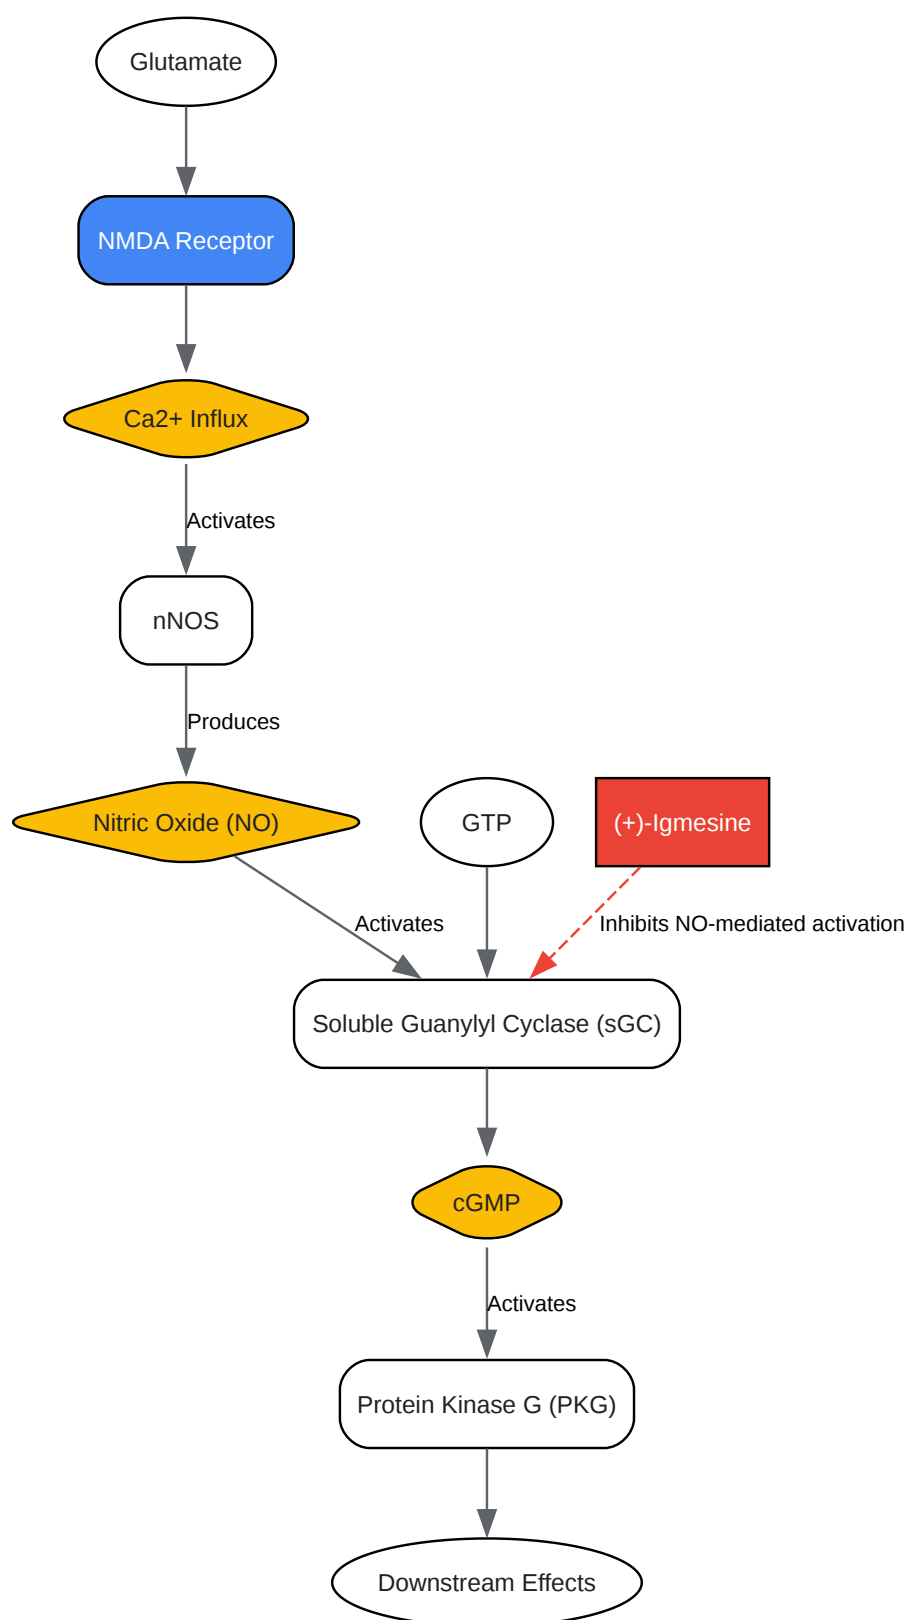 Glutamate
NMDA Receptor
Ca2+ Influx
Activates
nNOS
Produces
Nitric Oxide (NO)
GTP
(+)-Igmesine
Activates
Inhibits NO-mediated activation
Soluble Guanylyl Cyclase (sGC)
cGMP
Activates
Protein Kinase G (PKG)
Downstream Effects